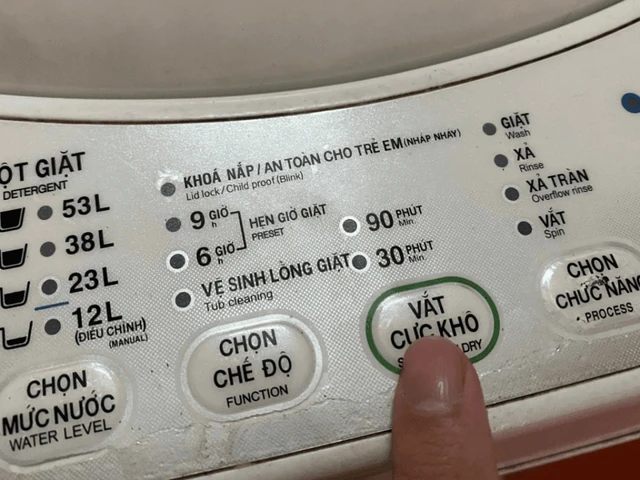 ỘT GIẶT
DETERGENT
53L
38L
23L
12L
(ĐIỀU CHỈNH)
(MANUAL)
CHỌN
MỨC NƯỚC
WATER LEVEL
KHOÁ NẮP / AN TOÀN CHO TRẺ EM (NHẤP NHÁY)
Lid lock / Child proof (Blink)
9 GIỜ
h
6 GIỜ
h
HẸN GIỜ GIẶT
PRESET
VỆ SINH LỒNG GIẶT
Tub cleaning
90 PHÚT
Min.
30 PHÚT
Min.
CHỌN
CHẾ ĐỘ
FUNCTION
VẮT
CỰC KHÔ
DRY
GIẶT
Wash
XẢ
Rinse
XẢ TRÀN
Overflow rinse
VẮT
Spin
CHỌN
CHỨC NĂNG
PROCESS